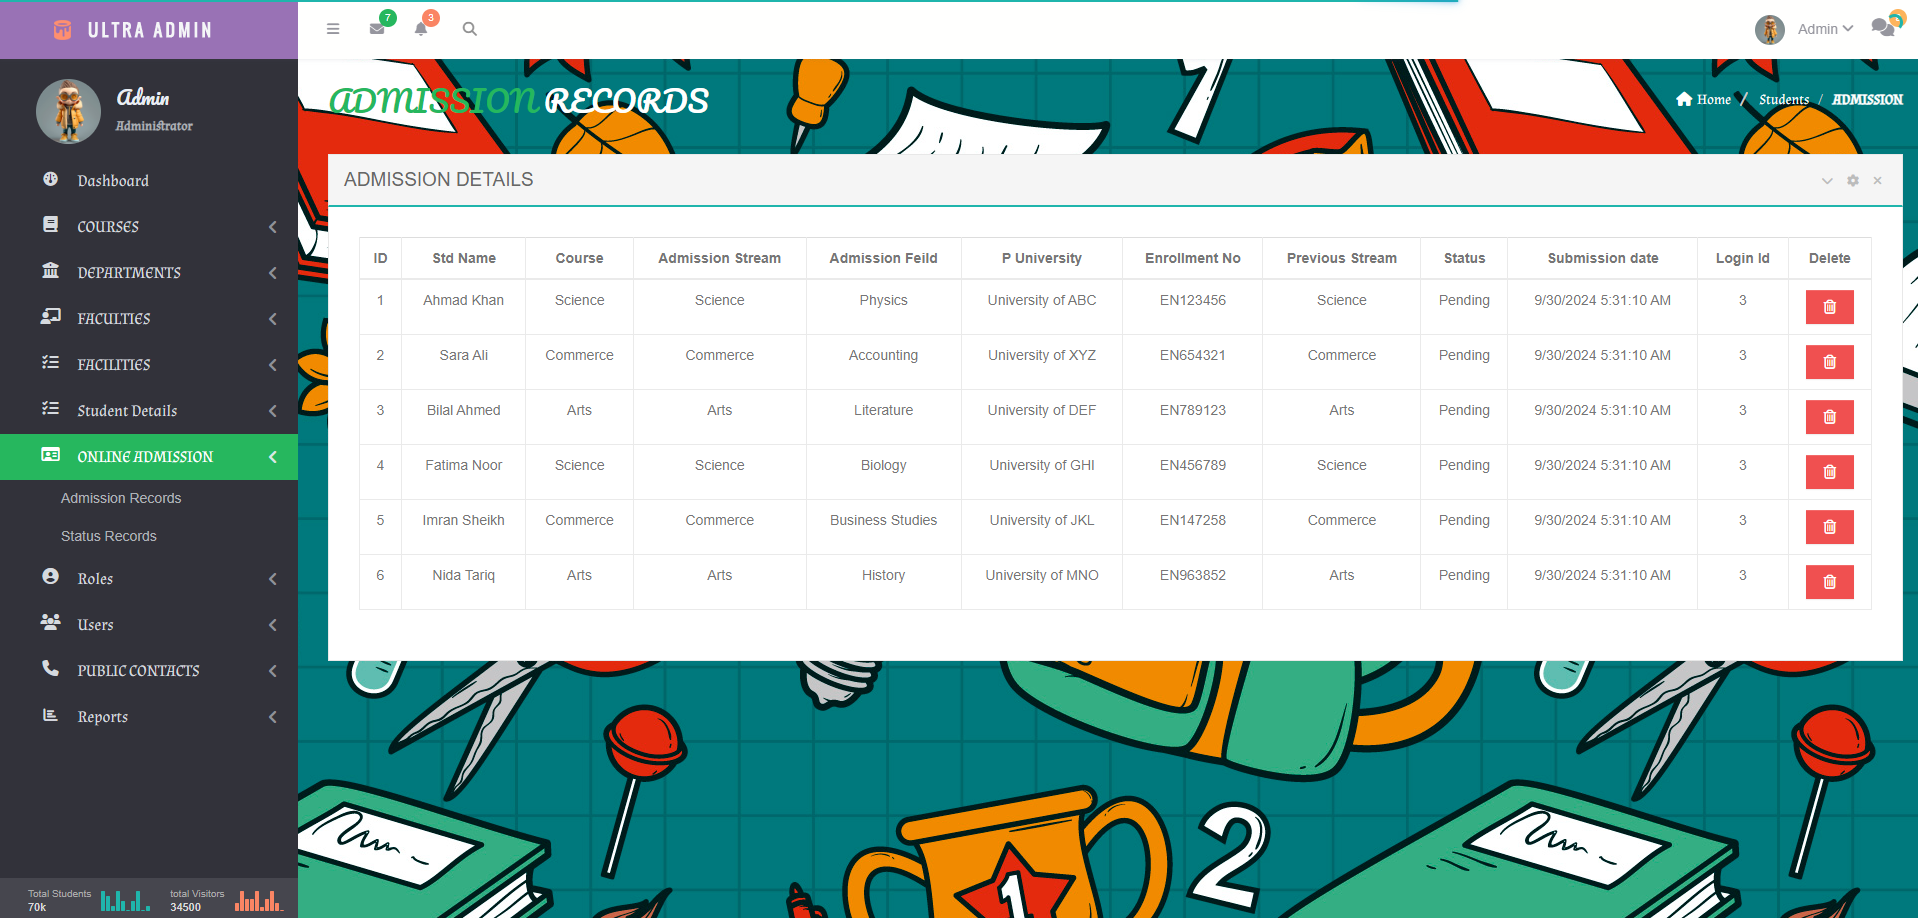 ULTRA ADMIN
7
3
Admin
Admin
Administrator
Dashboard
COURSES
DEPARTMENTS
FACULTIES
FACILITIES
Student Details
ONLINE ADMISSION
Admission Records
Status Records
Roles
Users
PUBLIC CONTACTS
Reports
Total Students
70k
total Visitors
34500
ADMISSION RECORDS
Home / Students / ADMISSION
ADMISSION DETAILS
ID Std Name Course Admission Stream Admission Feild P University Enrollment No Previous Stream Status Submission date Login Id Delete
1 Ahmad Khan Science Science Physics University of ABC EN123456 Science Pending 9/30/2024 5:31:10 AM 3
2 Sara Ali Commerce Commerce Accounting University of XYZ EN654321 Commerce Pending 9/30/2024 5:31:10 AM 3
3 Bilal Ahmed Arts Arts Literature University of DEF EN789123 Arts Pending 9/30/2024 5:31:10 AM 3
4 Fatima Noor Science Science Biology University of GHI EN456789 Science Pending 9/30/2024 5:31:10 AM 3
5 Imran Sheikh Commerce Commerce Business Studies University of JKL EN147258 Commerce Pending 9/30/2024 5:31:10 AM 3
6 Nida Tariq Arts Arts History University of MNO EN963852 Arts Pending 9/30/2024 5:31:10 AM 3
1
2